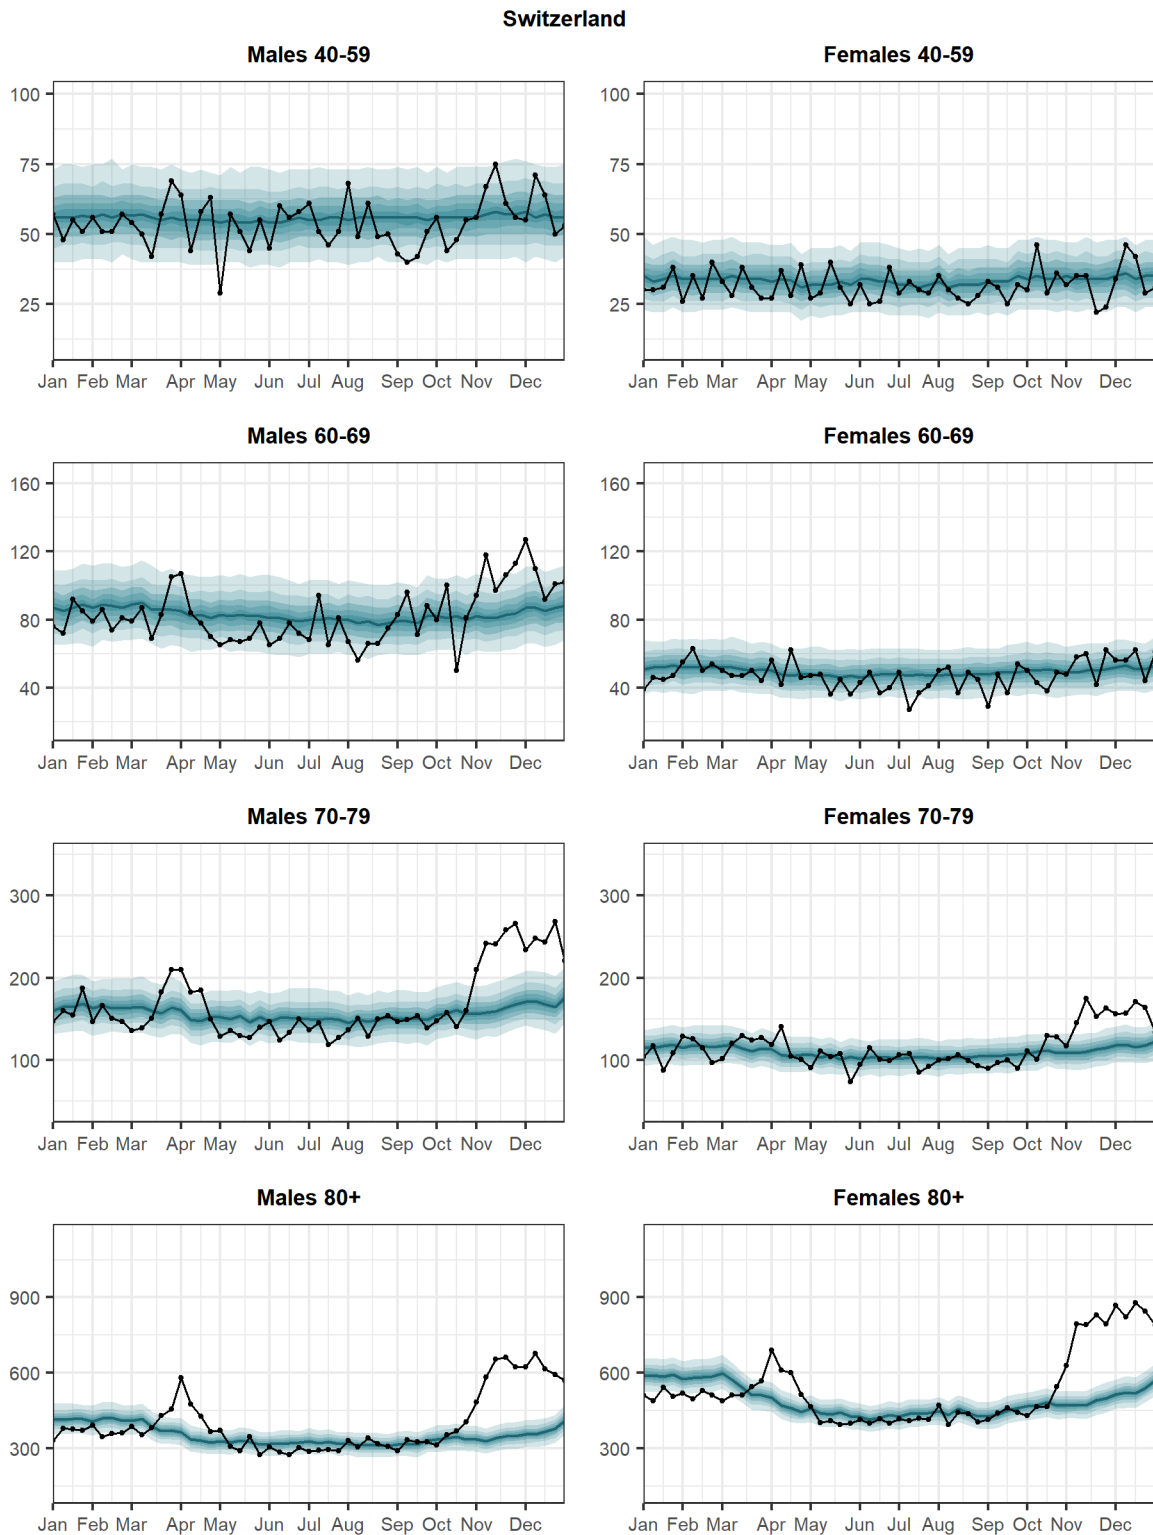 Switzerland
Males 40-59
Females 40-59
100
75
50
25
Jan Feb Mar Apr May Jun Jul Aug Sep Oct Nov Dec
100
75
50
25
Jan Feb Mar Apr May Jun Jul Aug Sep Oct Nov Dec
Males 60-69
Females 60-69
160
120
80
40
Jan Feb Mar Apr May Jun Jul Aug Sep Oct Nov Dec
160
120
80
40
Jan Feb Mar Apr May Jun Jul Aug Sep Oct Nov Dec
Males 70-79
Females 70-79
300
200
100
Jan Feb Mar Apr May Jun Jul Aug Sep Oct Nov Dec
300
200
100
Jan Feb Mar Apr May Jun Jul Aug Sep Oct Nov Dec
Males 80+
Females 80+
900
600
300
Jan Feb Mar Apr May Jun Jul Aug Sep Oct Nov Dec
900
600
300
Jan Feb Mar Apr May Jun Jul Aug Sep Oct Nov Dec